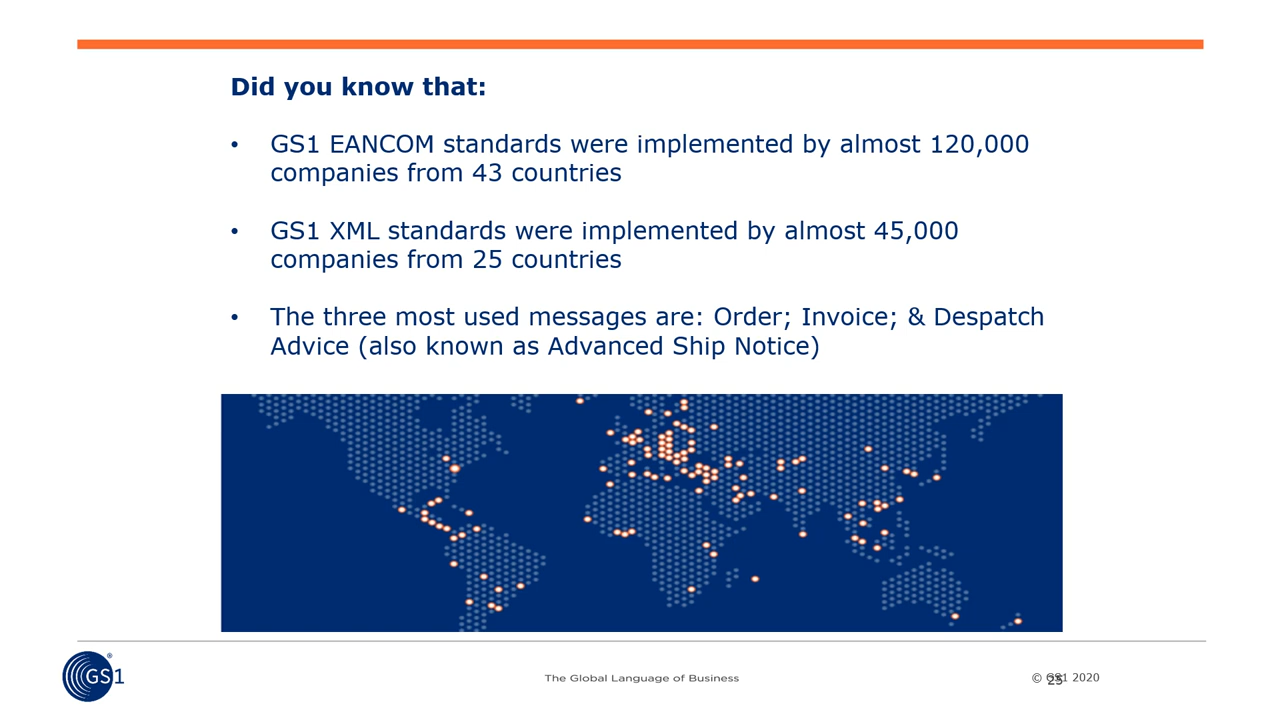 Did you know that:
• GS1 EANCOM standards were implemented by almost 120,000
companies from 43 countries
• GS1 XML standards were implemented by almost 45,000
companies from 25 countries
• The three most used messages are: Order; Invoice; & Despatch
Advice (also known as Advanced Ship Notice)
GS1®
The Global Language of Business
© GS1 2020
25